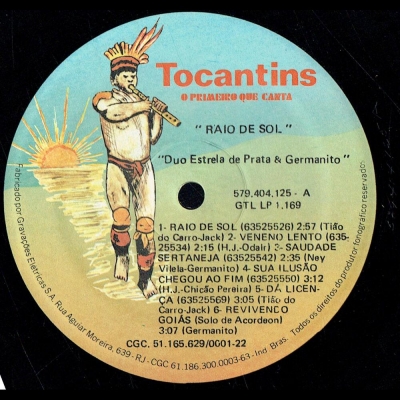 Tocantins
O PRIMEIRO QUE CANTA
" RAIO DE SOL "
"Duo Estrela de Prata & Germanito"
579.404.125 - A
GTL LP 1.169
1- RAIO DE SOL (63525526) 2:57 (Tião
do Carro-Jack) 2- VENENO LENTO (635-
25534) 2:15 (H.J-Odair) 3- SAUDADE
SERTANEJA (63525542) 2:35 (Ney
Vilela-Germanito) 4- SUA ILUSÃO
CHEGOU AO FIM (63525550) 3:12
(H.J.-Chicão Pereira) 5- DÁ LICEN-
ÇA (63525569) 3:05 (Tião do
Carro-Jack) 6- REVIVENDO
GOIÁS (Solo de Acordeon)
3:07 (Germanito)
CGC. 51.165.629/0001-22
Fabricado por Gravações Elétricas S.A. Rua Aguiar Moreira, 639 - RJ - CGC 61.186.300.0003-63 - Ind. Bras. Todos os direitos do produtor fonográfico reservados